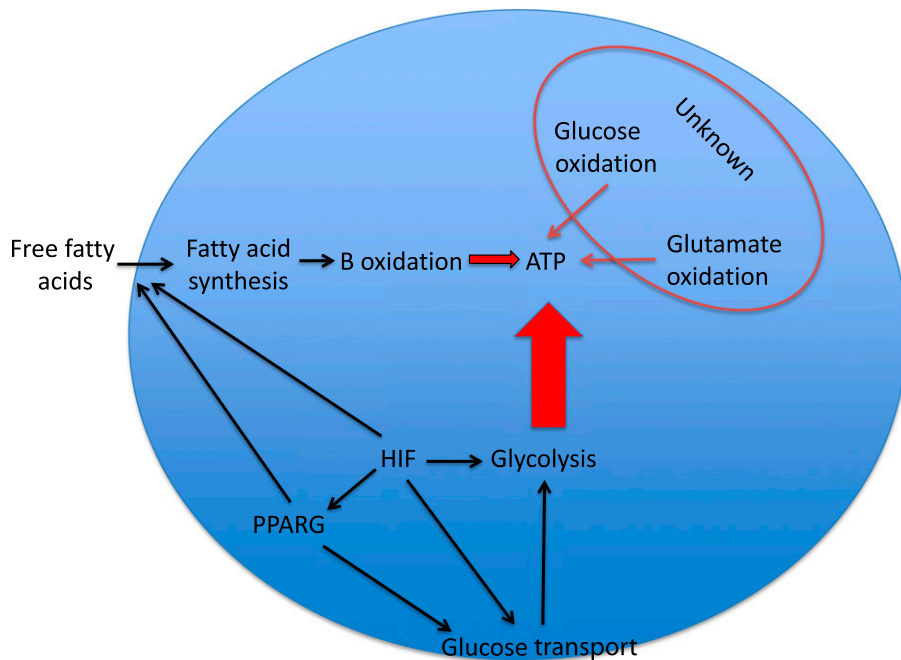 Glucose
oxidation
Unknown
Free fatty
acids
Fatty acid
synthesis
B oxidation
ATP
Glutamate
oxidation
HIF
Glycolysis
PPARG
Glucose transport